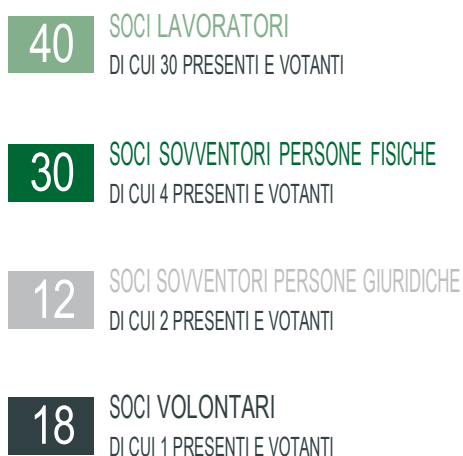 40
SOCI LAVORATORI
DI CUI 30 PRESENTI E VOTANTI
30
SOCI SOVVENTORI PERSONE FISICHE
DI CUI 4 PRESENTI E VOTANTI
12
SOCI SOVVENTORI PERSONE GIURIDICHE
DI CUI 2 PRESENTI E VOTANTI
18
SOCI VOLONTARI
DI CUI 1 PRESENTI E VOTANTI